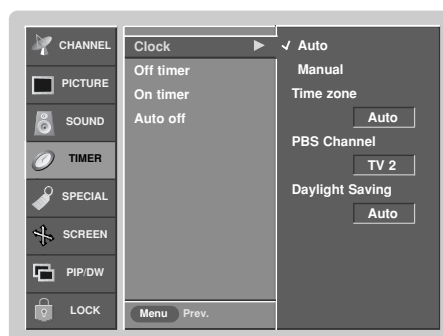 CHANNEL
PICTURE
SOUND
TIMER
SPECIAL
SCREEN
PIP/DW
LOCK
Clock
Off timer
On timer
Auto off
Menu Prev.
Auto
Manual
Time zone
Auto
PBS Channel
TV 2
Daylight Saving
Auto